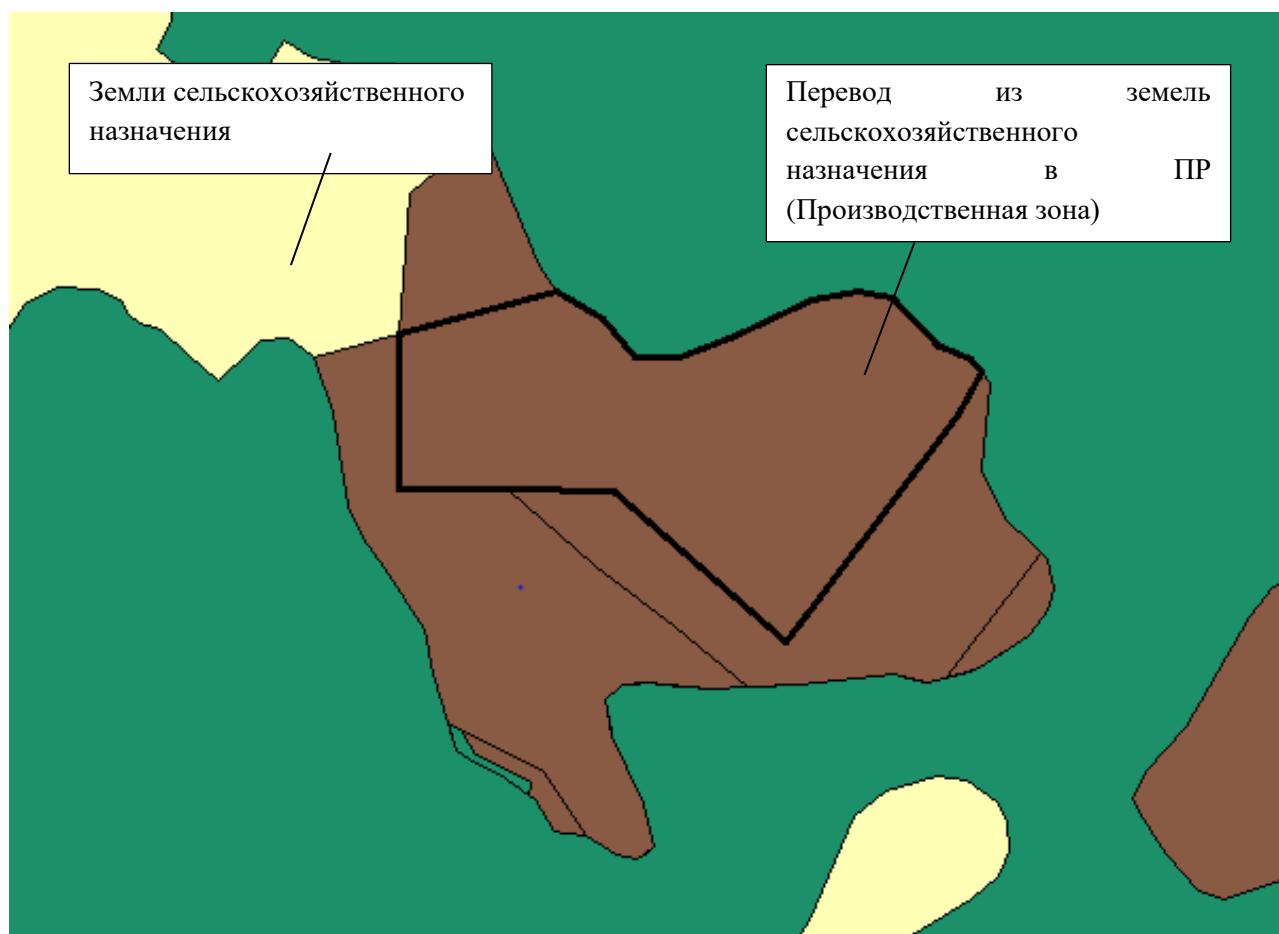 Земли сельскохозяйственного
назначения
Перевод из земель
сельскохозяйственного
назначения в ПР
(Производственная зона)